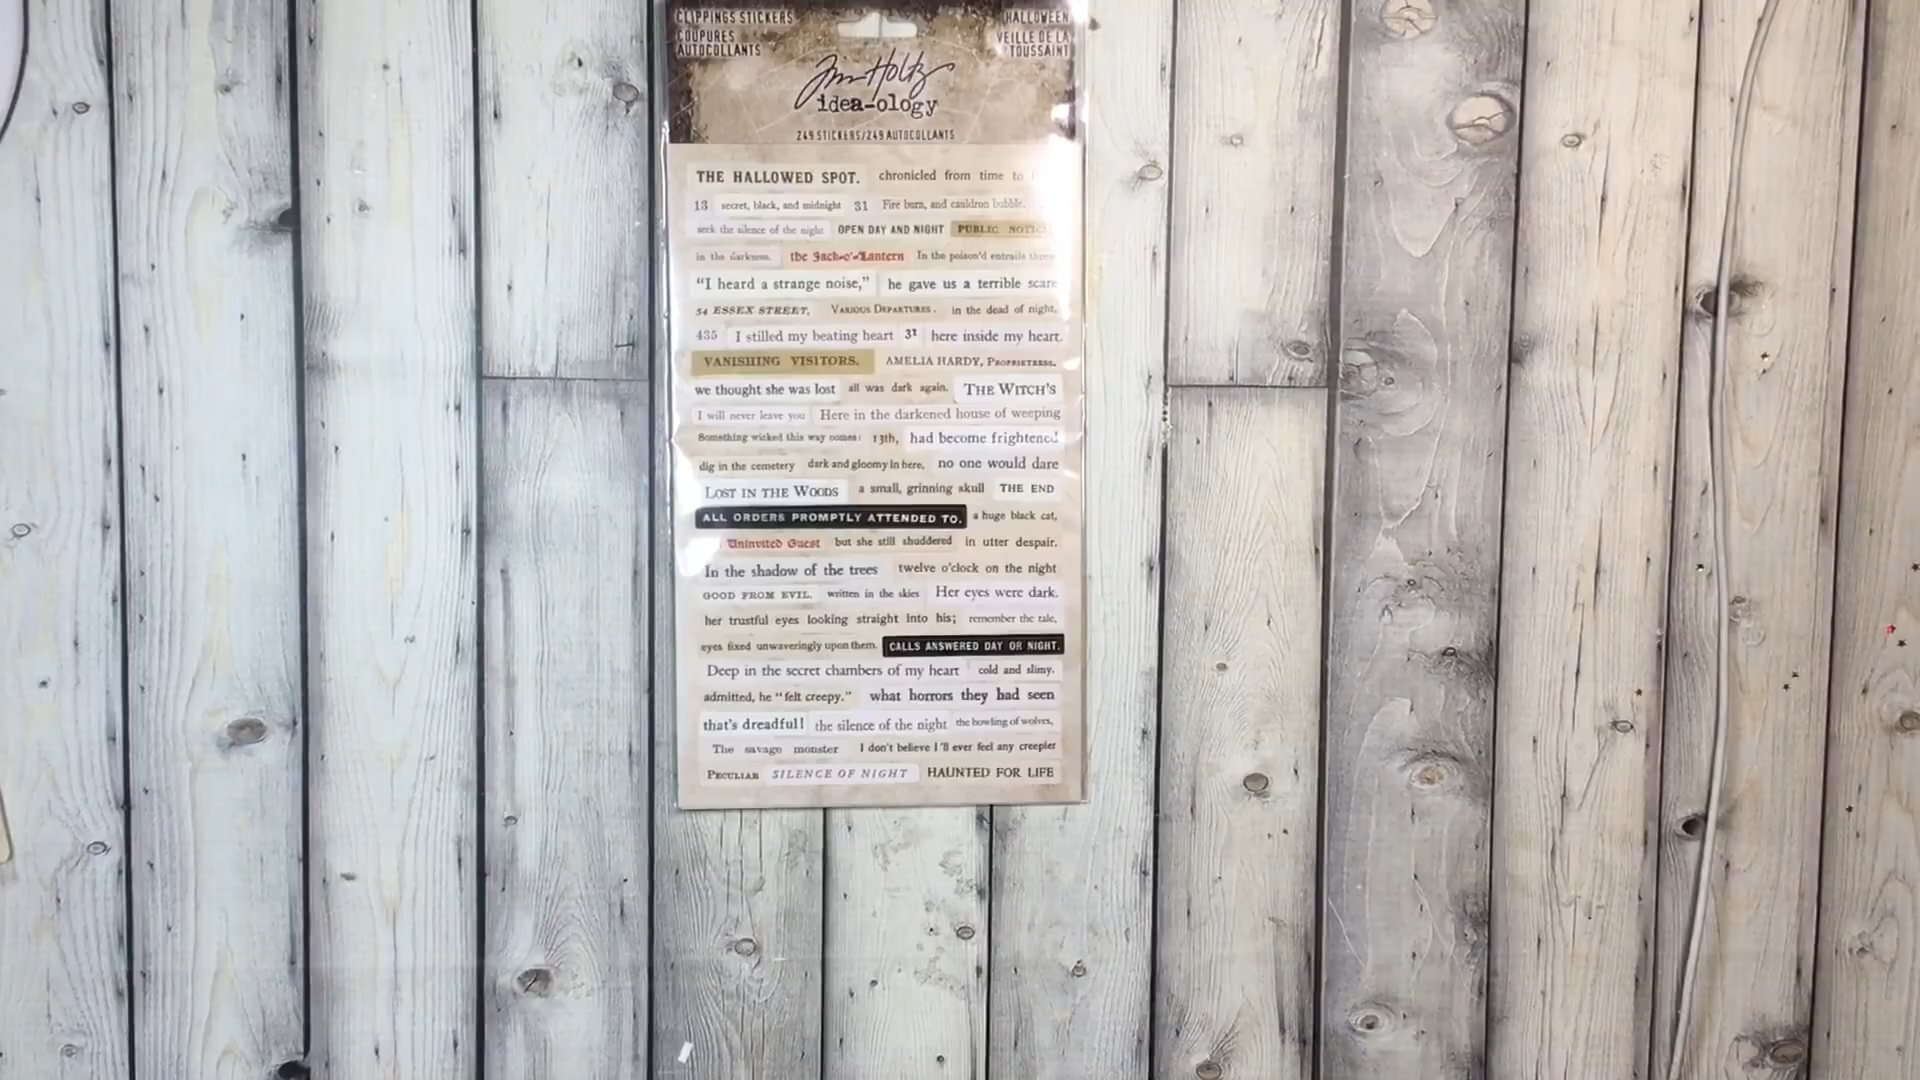 CLIPPINGS STICKERS HALLOWEEN
COUPURES AUTOCOLLANTS VEILLE DE LA TOUSSAINT
Tim Holtz
idea-ology
249 STICKERS/249 AUTOCOLLANTS
THE HALLOWED SPOT. chronicled from time to
13 secret, black, and midnight 31 Fire burn, and cauldron bubble.
seek the silence of the night OPEN DAY AND NIGHT PUBLIC
in the darkness. the Jack-o'-Lantern In the poison'd entrails
"I heard a strange noise," he gave us a terrible scare
54 ESSEX STREET, VARIOUS DEPARTURES. in the dead of night,
435 I stilled my beating heart 31 here inside my heart.
VANISHING VISITORS. AMELIA HARDY, PROPRIETRESS.
we thought she was lost all was dark again. THE WITCH'S
I will never leave you Here in the darkened house of weeping
Something wicked this way comes: 13th, had become frightened
dig in the cemetery dark and gloomy in here, no one would dare
LOST IN THE WOODS a small, grinning skull THE END
ALL ORDERS PROMPTLY ATTENDED TO. a huge black cat,
Uninvited Guest but she still shuddered in utter despair.
In the shadow of the trees twelve o'clock on the night
GOOD FROM EVIL. written in the skies Her eyes were dark.
her trustful eyes looking straight into his; remember the tale,
eyes fixed unwaveringly upon them. CALLS ANSWERED DAY OR NIGHT.
Deep in the secret chambers of my heart cold and slimy.
admitted, he "felt creepy." what horrors they had seen
that's dreadful! the silence of the night the howling of wolves,
The savage monster I don't believe I'll ever feel any creepier
PECULIAR SILENCE OF NIGHT HAUNTED FOR LIFE